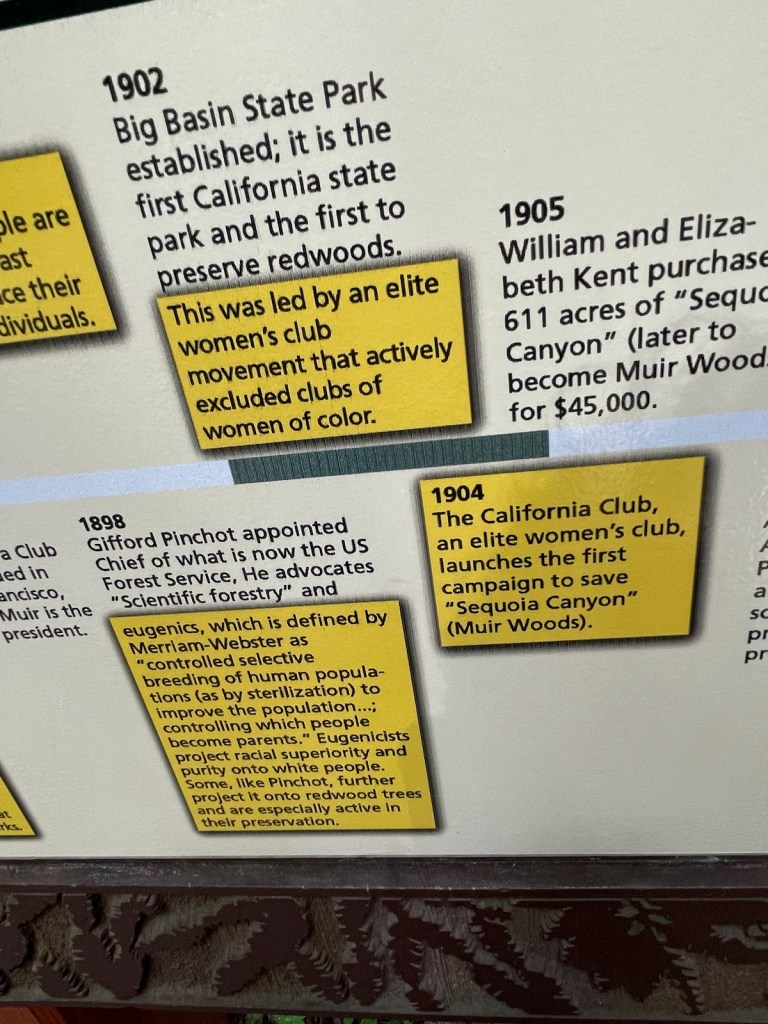 1902
Big Basin State Park
established; it is the
first California state
park and the first to
preserve redwoods.
This was led by an elite
women's club
movement that actively
excluded clubs of
women of color.
are
their
1905
William and Eliza-
beth Kent purchase
611 acres of "Sequo
Canyon" (later to
become Muir Wood
for $45,000.
Club
in
Muir is the
president.
1898
Gifford Pinchot appointed
Chief of what is now the US
Forest Service, He advocates
"Scientific forestry" and
eugenics, which is defined by
Merriam-Webster as
"controlled selective
breeding of human popula-
tions (as by sterilization) to
improve the population...;
controlling which people
become parents." Eugenicists
project racial superiority and
purity onto white people.
Some, like Pinchot, further
project it onto redwood trees
and are especially active in
their preservation.
1904
The California Club,
an elite women's club,
launches the first
campaign to save
"Sequoia Canyon"
(Muir Woods).